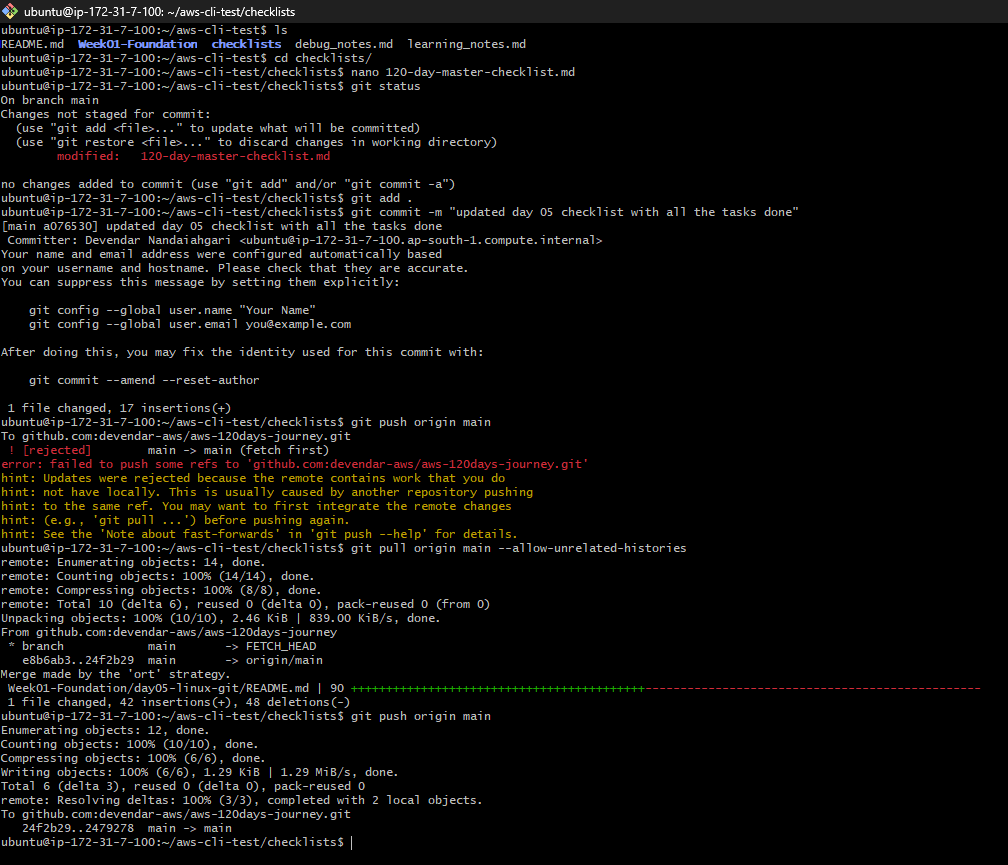 ubuntu@ip-172-31-7-100: ~/aws-cli-test/checklists
ubuntu@ip-172-31-7-100:~/aws-cli-test$ ls
README.md  Week01-Foundation  checklists  debug_notes.md  learning_notes.md
ubuntu@ip-172-31-7-100:~/aws-cli-test$ cd checklists/
ubuntu@ip-172-31-7-100:~/aws-cli-test/checklists$ nano 120-day-master-checklist.md
ubuntu@ip-172-31-7-100:~/aws-cli-test/checklists$ git status
On branch main
Changes not staged for commit:
  (use "git add <file>..." to update what will be committed)
  (use "git restore <file>..." to discard changes in working directory)
        modified:   120-day-master-checklist.md

no changes added to commit (use "git add" and/or "git commit -a")
ubuntu@ip-172-31-7-100:~/aws-cli-test/checklists$ git add .
ubuntu@ip-172-31-7-100:~/aws-cli-test/checklists$ git commit -m "updated day 05 checklist with all the tasks done"
[main a076530] updated day 05 checklist with all the tasks done
 Committer: Devendar Nandaiahgari <ubuntu@ip-172-31-7-100.ap-south-1.compute.internal>
Your name and email address were configured automatically based
on your username and hostname. Please check that they are accurate.
You can suppress this message by setting them explicitly:

    git config --global user.name "Your Name"
    git config --global user.email you@example.com

After doing this, you may fix the identity used for this commit with:

    git commit --amend --reset-author

 1 file changed, 17 insertions(+)
ubuntu@ip-172-31-7-100:~/aws-cli-test/checklists$ git push origin main
To github.com:devendar-aws/aws-120days-journey.git
 ! [rejected]        main -> main (fetch first)
error: failed to push some refs to 'github.com:devendar-aws/aws-120days-journey.git'
hint: Updates were rejected because the remote contains work that you do
hint: not have locally. This is usually caused by another repository pushing
hint: to the same ref. You may want to first integrate the remote changes
hint: (e.g., 'git pull ...') before pushing again.
hint: See the 'Note about fast-forwards' in 'git push --help' for details.
ubuntu@ip-172-31-7-100:~/aws-cli-test/checklists$ git pull origin main --allow-unrelated-histories
remote: Enumerating objects: 14, done.
remote: Counting objects: 100% (14/14), done.
remote: Compressing objects: 100% (8/8), done.
remote: Total 10 (delta 6), reused 0 (delta 0), pack-reused 0 (from 0)
Unpacking objects: 100% (10/10), 2.46 KiB | 839.00 KiB/s, done.
From github.com:devendar-aws/aws-120days-journey
 * branch            main       -> FETCH_HEAD
   e8b6ab3..24f2b29  main       -> origin/main
Merge made by the 'ort' strategy.
 Week01-Foundation/day05-linux-git/README.md | 90 ++++++++++++++++++++++++++++++++++++++++++------------------------------------------------
 1 file changed, 42 insertions(+), 48 deletions(-)
ubuntu@ip-172-31-7-100:~/aws-cli-test/checklists$ git push origin main
Enumerating objects: 12, done.
Counting objects: 100% (10/10), done.
Compressing objects: 100% (6/6), done.
Writing objects: 100% (6/6), 1.29 KiB | 1.29 MiB/s, done.
Total 6 (delta 3), reused 0 (delta 0), pack-reused 0
remote: Resolving deltas: 100% (3/3), completed with 2 local objects.
To github.com:devendar-aws/aws-120days-journey.git
   24f2b29..2479278  main -> main
ubuntu@ip-172-31-7-100:~/aws-cli-test/checklists$